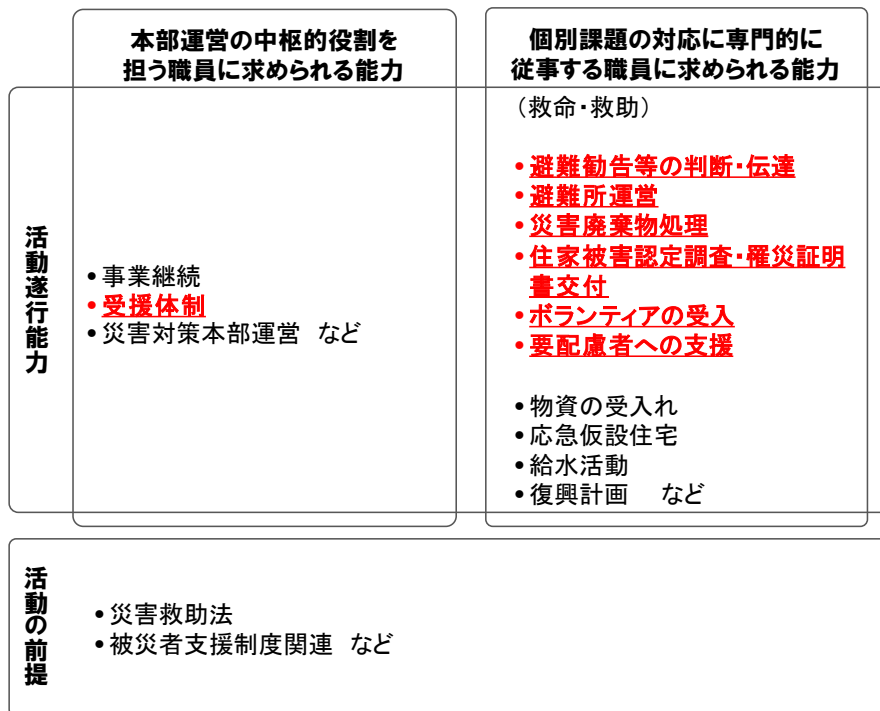 本部運営の中枢的役割を
担う職員に求められる能力
個別課題の対応に専門的に
従事する職員に求められる能力
活動遂行能力
•事業継続
•受援体制
•災害対策本部運営　など
（救命・救助）
•避難勧告等の判断・伝達
•避難所運営
•災害廃棄物処理
•住家被害認定調査・罹災証明
書交付
•ボランティアの受入
•要配慮者への支援
•物資の受入れ
•応急仮設住宅
•給水活動
•復興計画　など
活動の前提
•災害救助法
•被災者支援制度関連　など